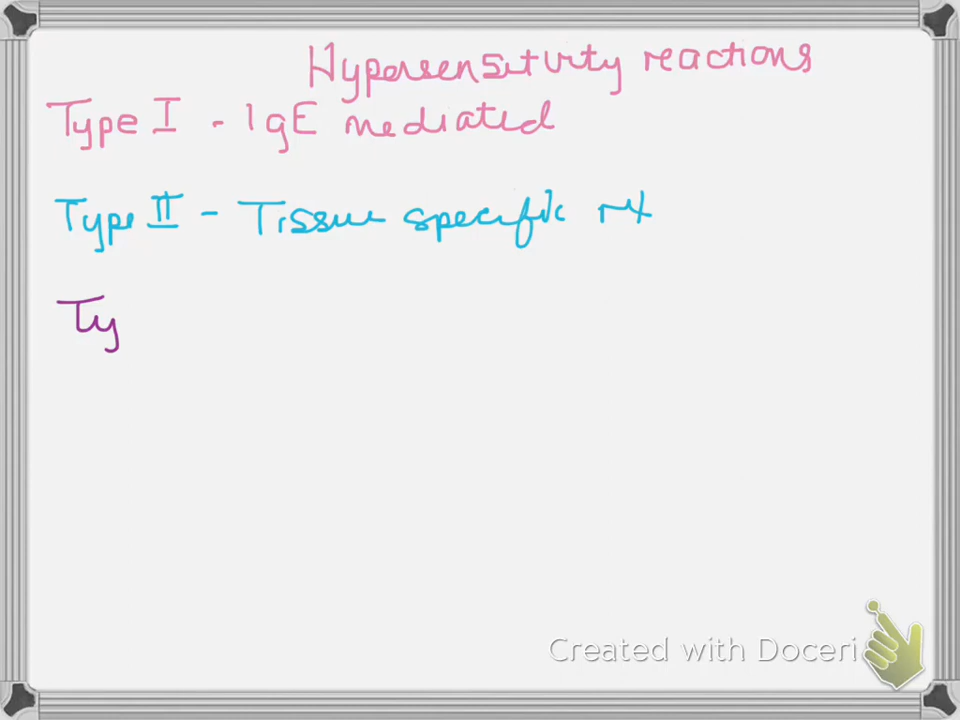 Hypersensitivity reactions
Type I - IgE mediated
Type II - Tissue specific rx
Ty
Created with Doceri